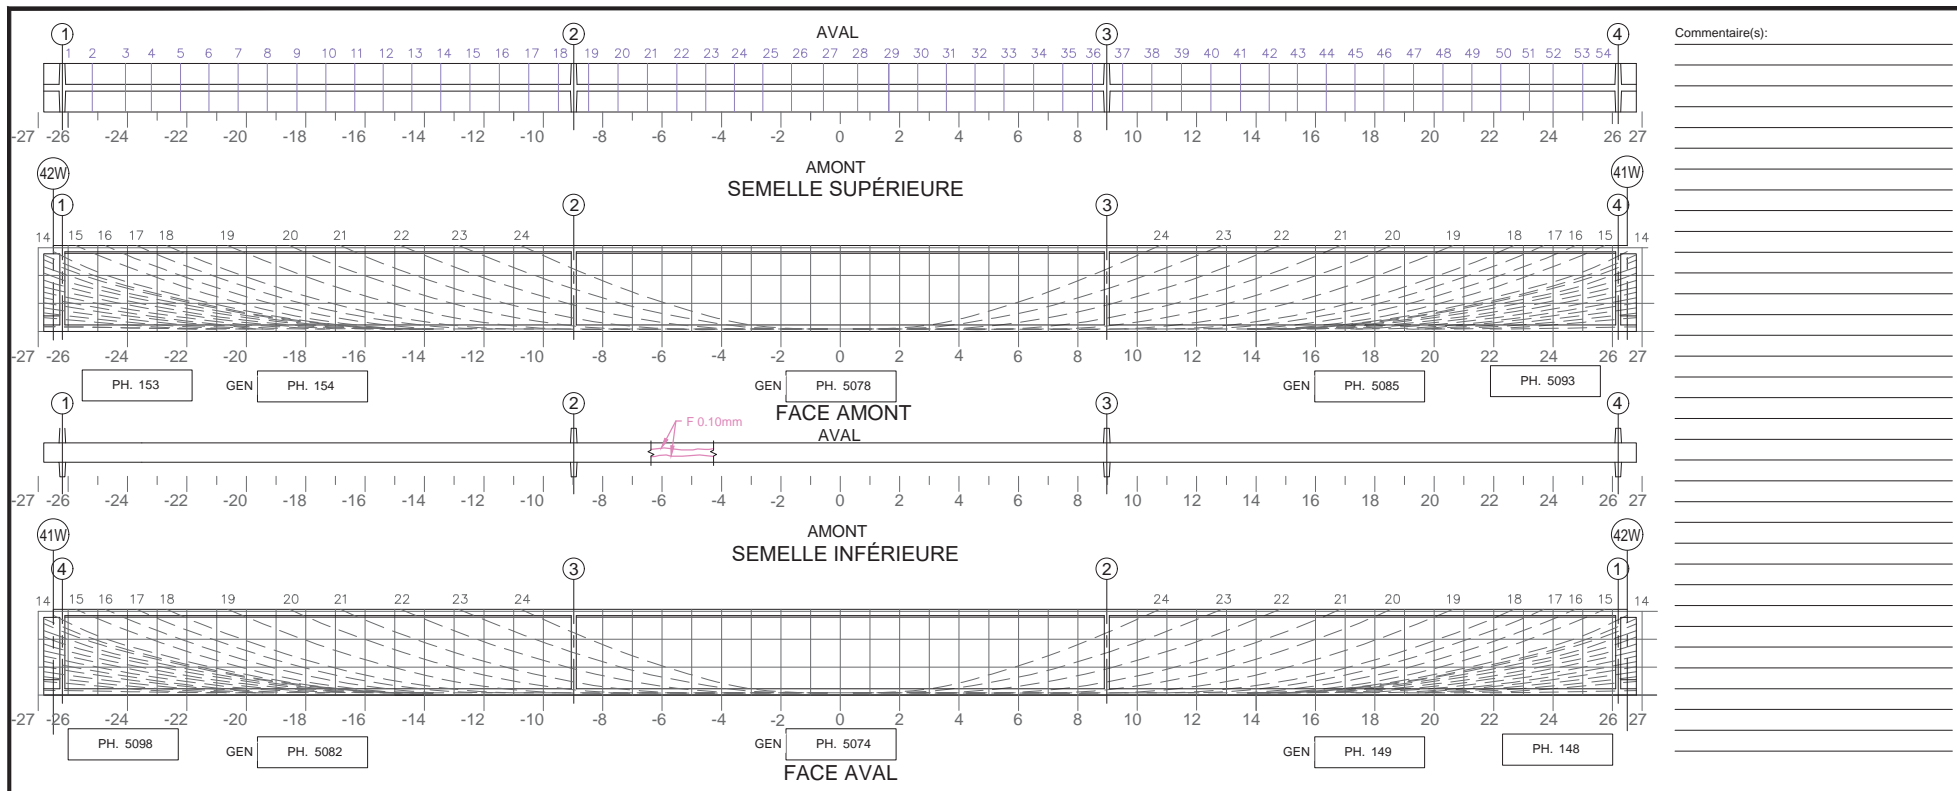 Commentaire(s):
1 2 3 4
AVAL
1 2 3 4 5 6 7 8 9 10 11 12 13 14 15 16 17 18 19 20 21 22 23 24 25 26 27 28 29 30 31 32 33 34 35 36 37 38 39 40 41 42 43 44 45 46 47 48 49 50 51 52 53 54
-27 -26 -24 -22 -20 -18 -16 -14 -12 -10 -8 -6 -4 -2 0 2 4 6 8 10 12 14 16 18 20 22 24 26 27
AMONT
SEMELLE SUPÉRIEURE
42W 41W
1 2 3 4
14 15 16 17 18 19 20 21 22 23 24 24 23 22 21 20 19 18 17 16 15 14
-27 -26 -24 -22 -20 -18 -16 -14 -12 -10 -8 -6 -4 -2 0 2 4 6 8 10 12 14 16 18 20 22 24 26 27
PH. 153 GEN PH. 154 GEN PH. 5078 GEN PH. 5085 PH. 5093
FACE AMONT
1 2 3 4
AVAL
F 0.10mm
-27 -26 -24 -22 -20 -18 -16 -14 -12 -10 -8 -6 -4 -2 0 2 4 6 8 10 12 14 16 18 20 22 24 26 27
AMONT
SEMELLE INFÉRIEURE
41W 42W
4 3 2 1
14 15 16 17 18 19 20 21 22 23 24 24 23 22 21 20 19 18 17 16 15 14
-27 -26 -24 -22 -20 -18 -16 -14 -12 -10 -8 -6 -4 -2 0 2 4 6 8 10 12 14 16 18 20 22 24 26 27
PH. 5098 GEN PH. 5082 GEN PH. 5074 GEN PH. 149 PH. 148
FACE AVAL